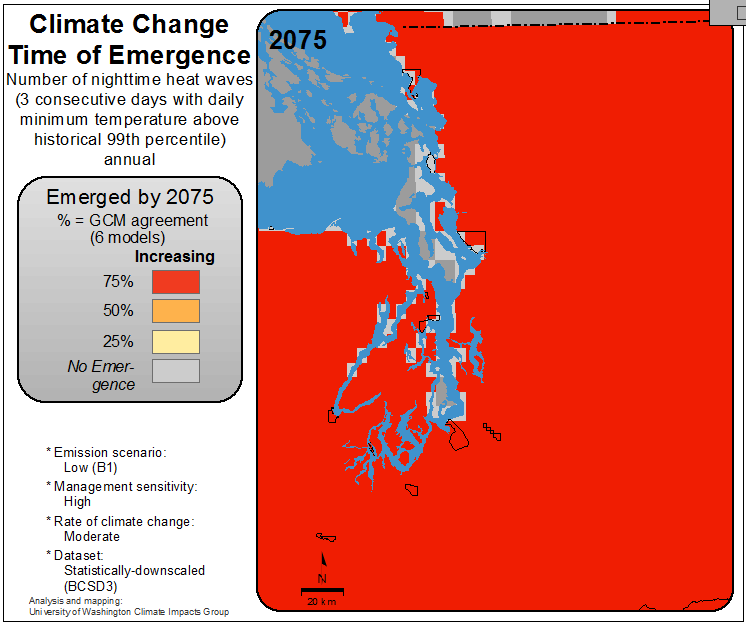 Climate Change
Time of Emergence
Number of nighttime heat waves
(3 consecutive days with daily
minimum temperature above
historical 99th percentile)
annual
Emerged by 2075
% = GCM agreement
(6 models)
Increasing
75%
50%
25%
No Emer-
gence
* Emission scenario:
Low (B1)
* Management sensitivity:
High
* Rate of climate change:
Moderate
* Dataset:
Statistically-downscaled
(BCSD3)
Analysis and mapping:
University of Washington Climate Impacts Group
2075
N
20 km